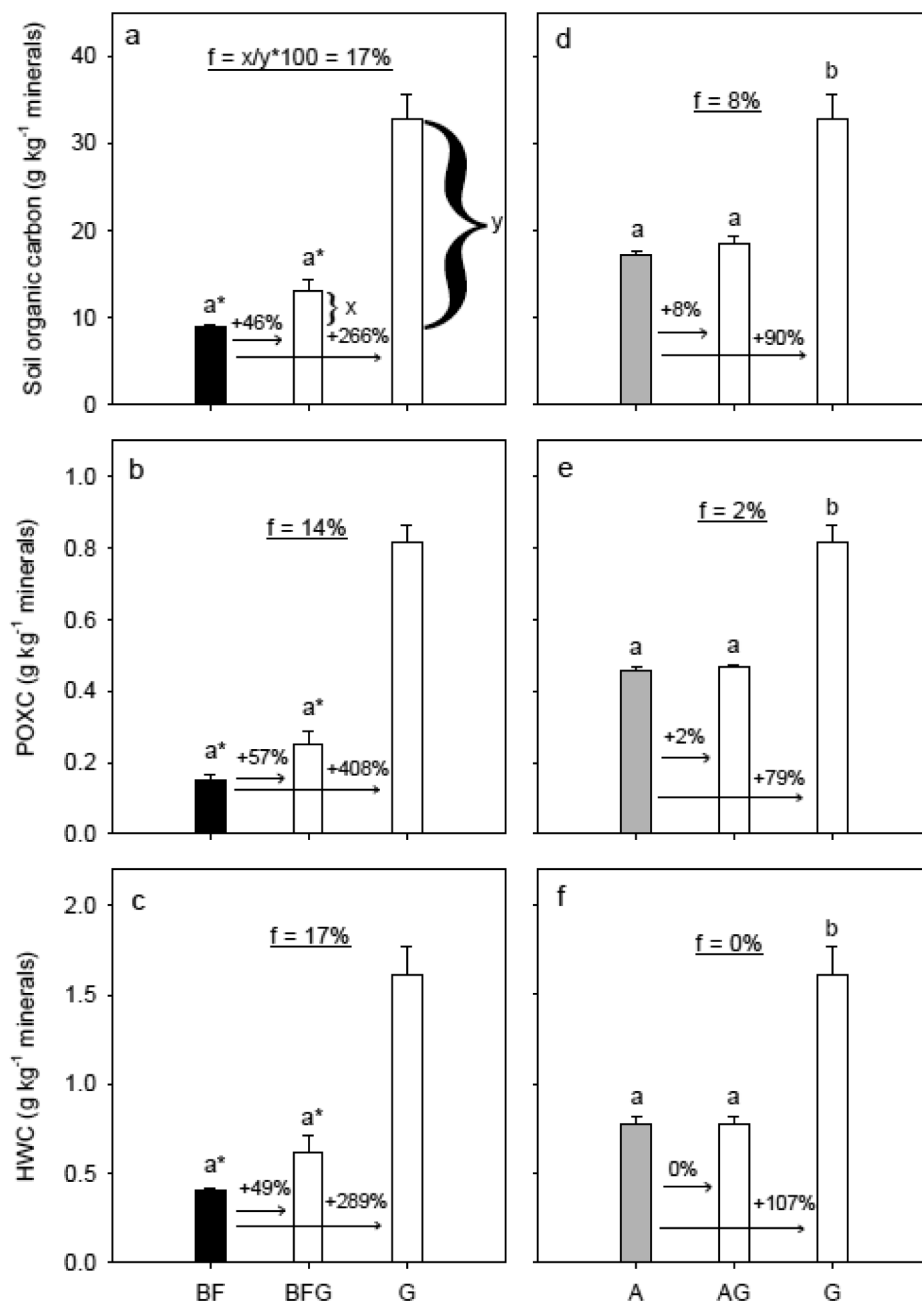 a
f = x/y*100 = 17%
Soil organic carbon (g kg⁻¹ minerals)
40
30
20
10
0
a*
+46%
a*
x
+266%
y
d
f = 8%
b
a
a
+8%
+90%
b
f = 14%
POXC (g kg⁻¹ minerals)
1.0
0.8
0.6
0.4
0.2
0.0
a*
+57%
a*
+408%
e
f = 2%
b
a
a
+2%
+79%
c
f = 17%
HWC (g kg⁻¹ minerals)
2.0
1.5
1.0
0.5
0.0
a*
+49%
a*
+289%
BF BFG G
f
f = 0%
b
a
a
0%
+107%
A AG G